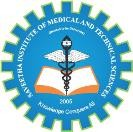 SAVEETHA INSTITUTE OF MEDICAL AND TECHNICAL SCIENCES
2005
Knowledge Conquers All